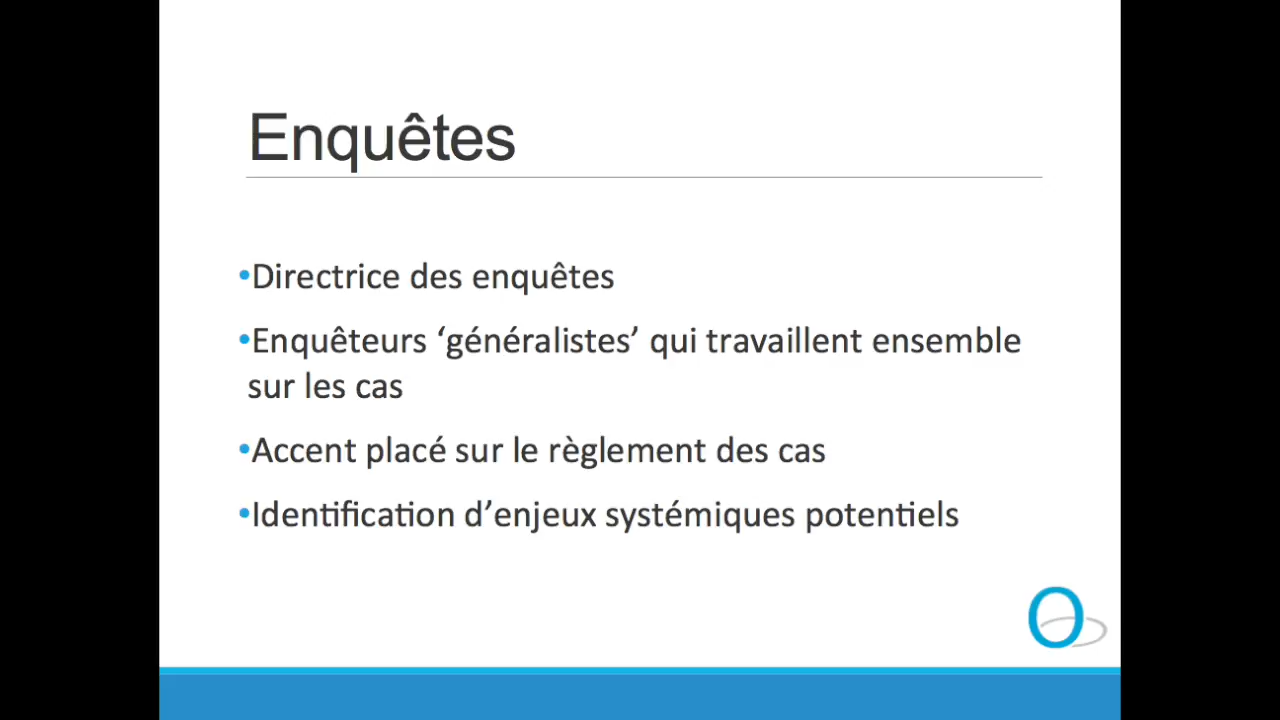 Enquêtes
•Directrice des enquêtes
•Enquêteurs ‘généralistes’ qui travaillent ensemble
sur les cas
•Accent placé sur le règlement des cas
•Identification d’enjeux systémiques potentiels
O